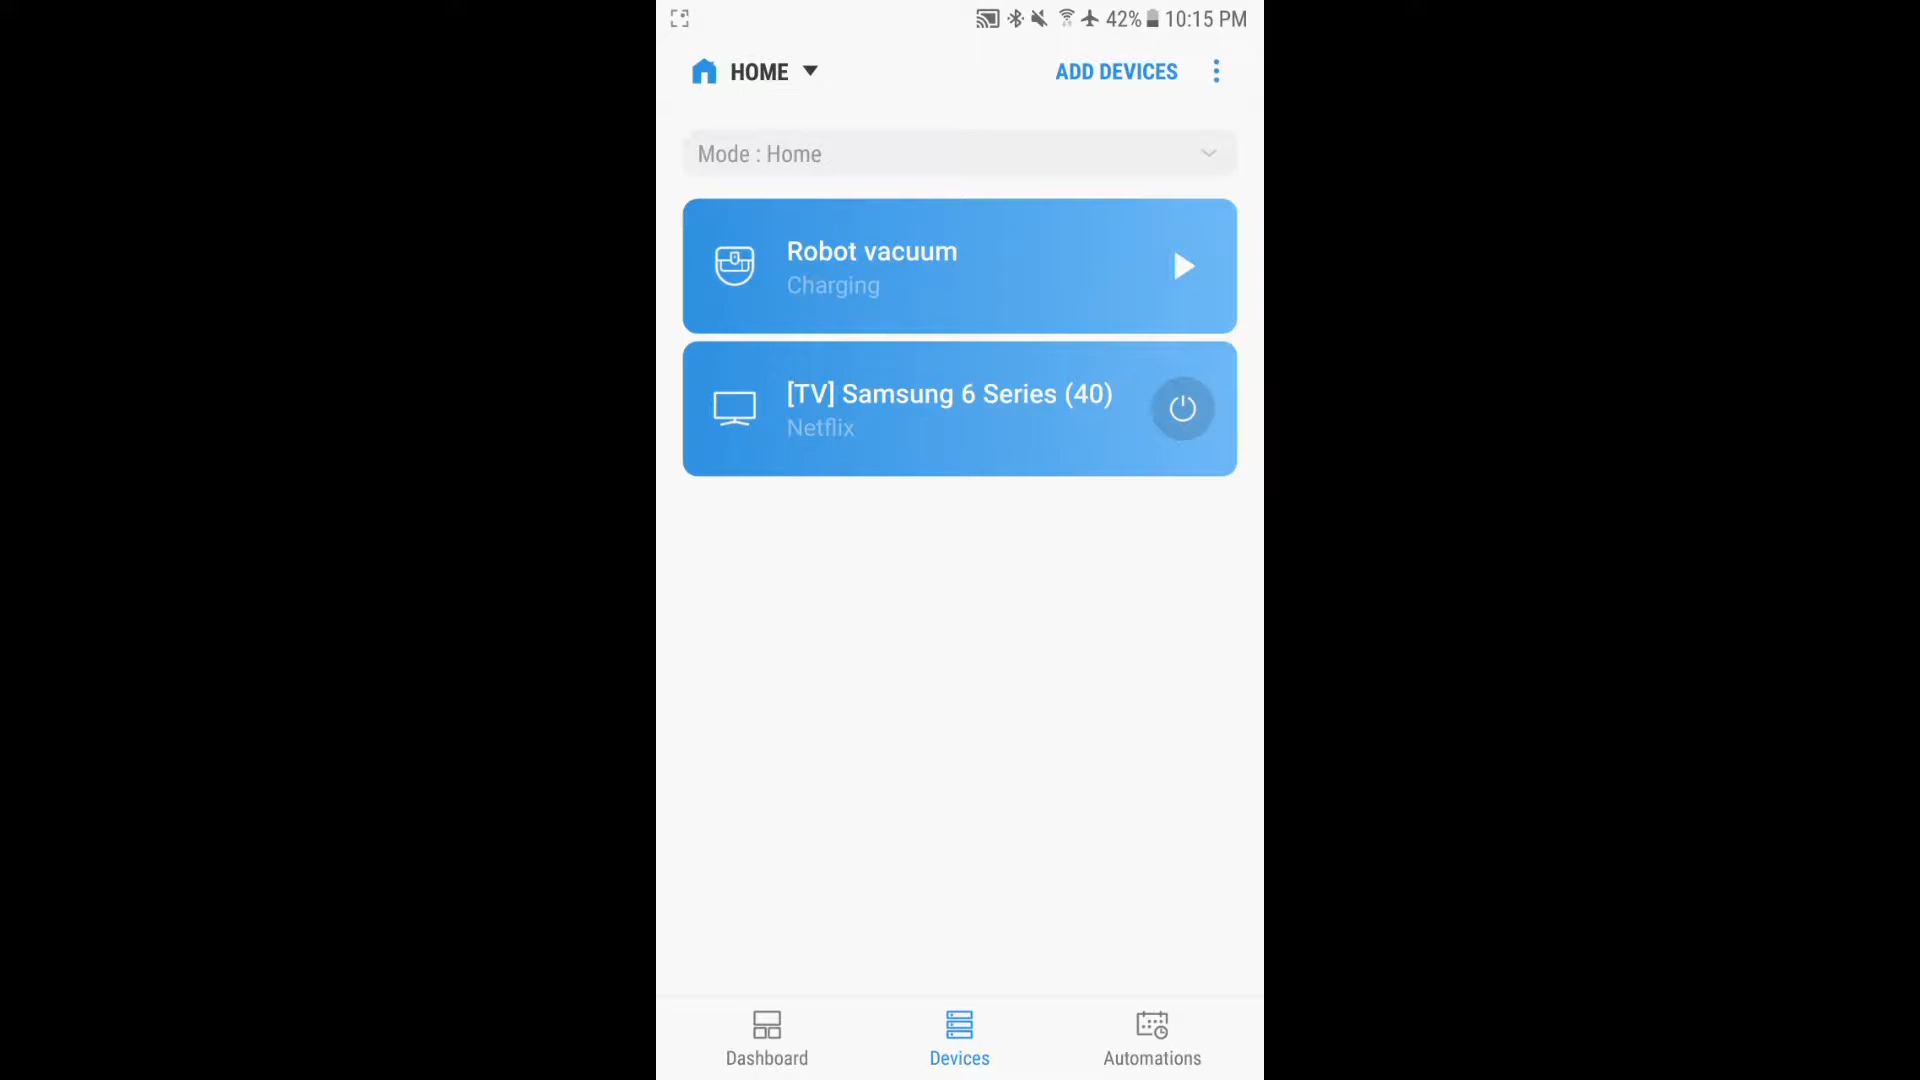 42% 10:15 PM
HOME ADD DEVICES
Mode : Home
Robot vacuum
Charging
[TV] Samsung 6 Series (40)
Netflix
Dashboard Devices Automations